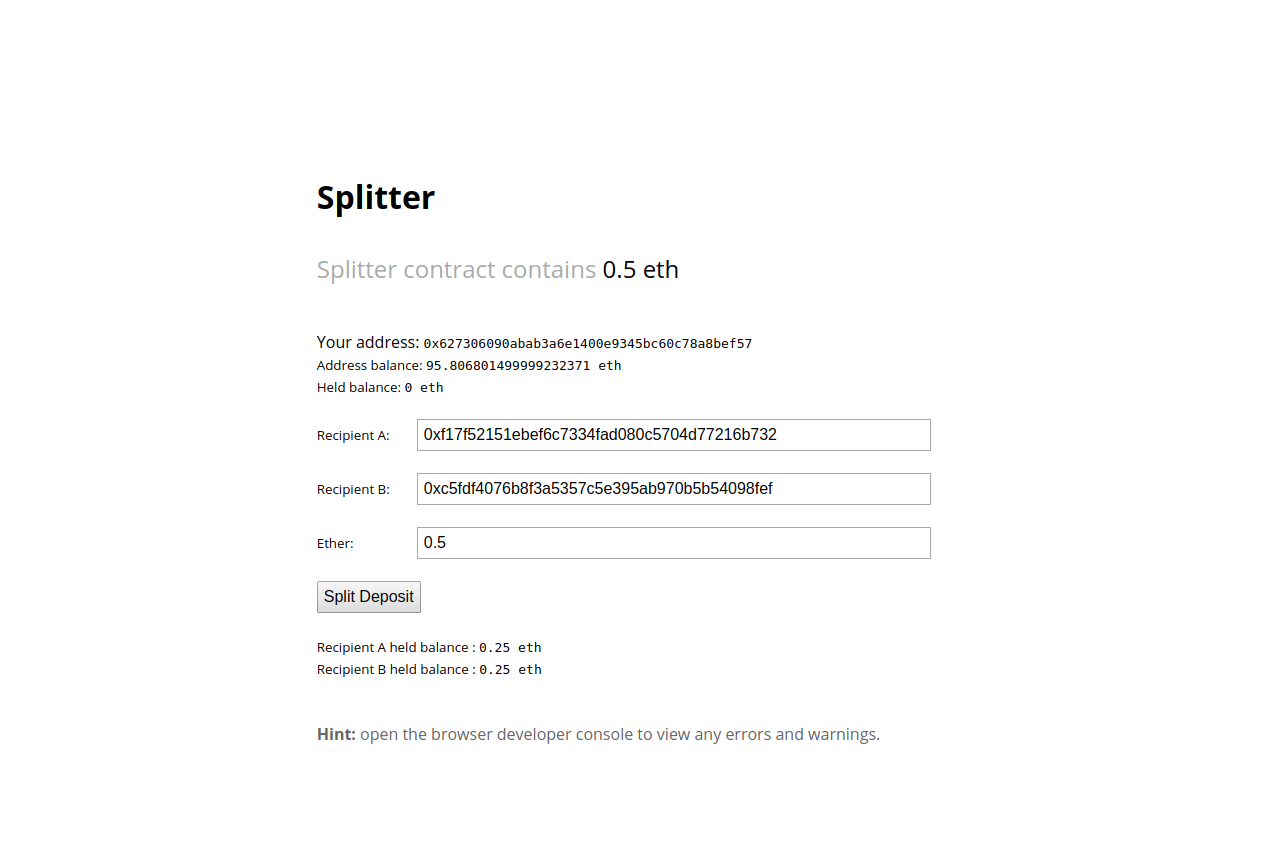 Splitter
Splitter contract contains 0.5 eth
Your address: 0x627306090abab3a6e1400e9345bc60c78a8bef57
Address balance: 95.806801499999232371 eth
Held balance: 0 eth
Recipient A: 0xf17f52151ebef6c7334fad080c5704d77216b732
Recipient B: 0xc5fdf4076b8f3a5357c5e395ab970b5b54098fef
Ether: 0.5
Split Deposit
Recipient A held balance : 0.25 eth
Recipient B held balance : 0.25 eth
Hint: open the browser developer console to view any errors and warnings.